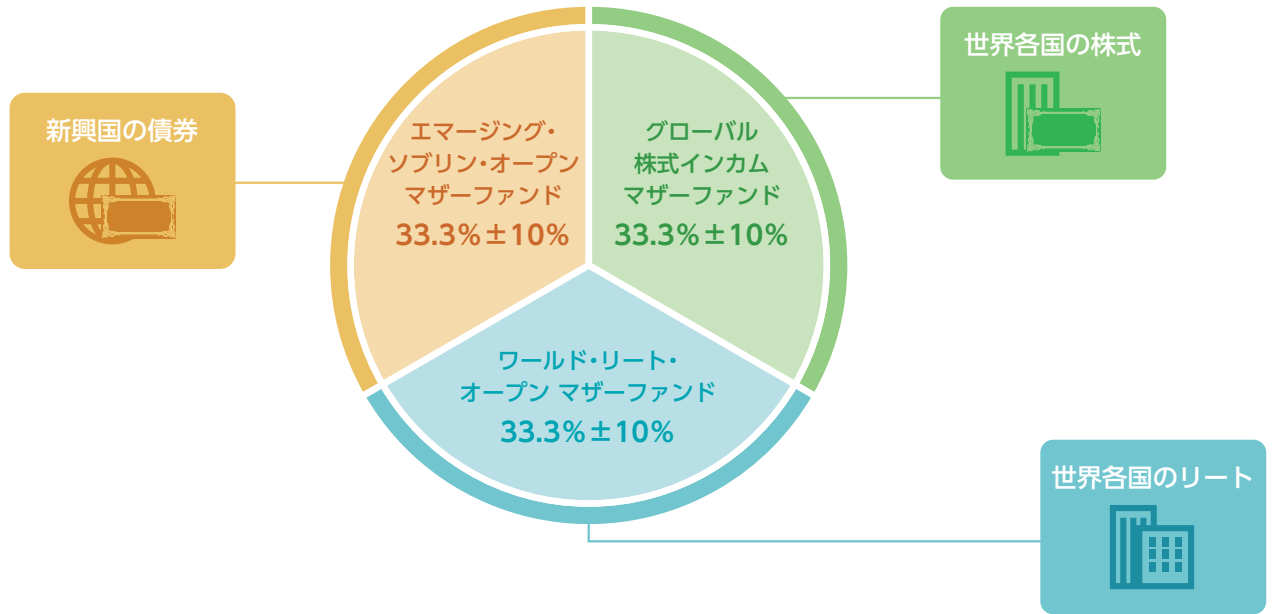 世界各国の株式
新興国の債券
エマージング・
ソブリン・オープン
マザーファンド
33.3%±10%
グローバル
株式インカム
マザーファンド
33.3%±10%
ワールド・リート・
オープン マザーファンド
33.3%±10%
世界各国のリート